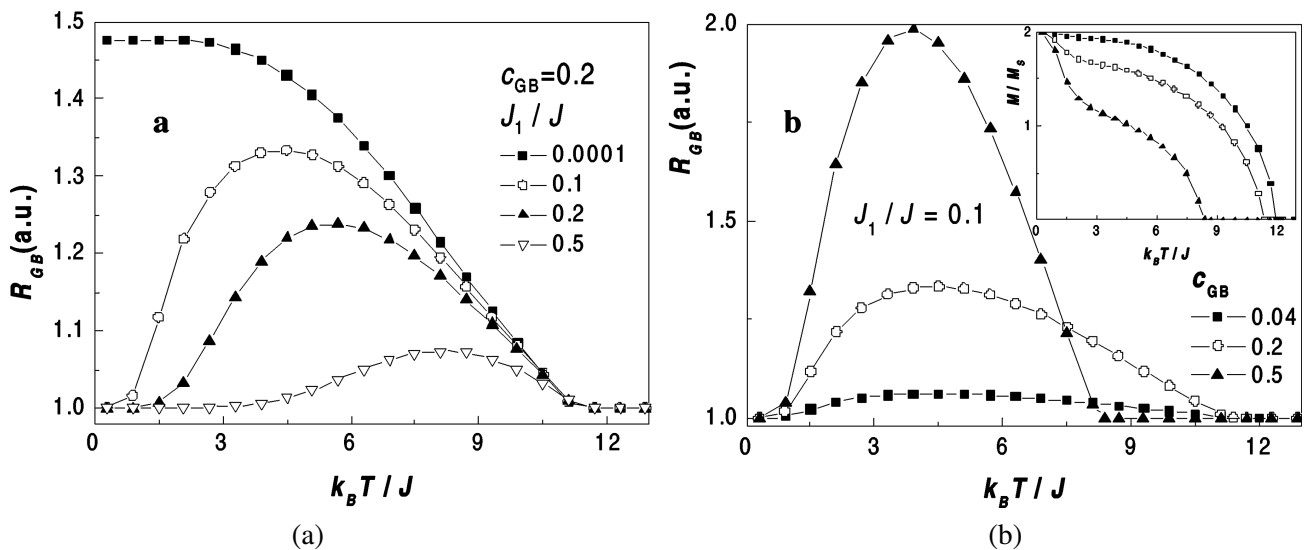 1.5
1.4
1.3
1.2
1.1
1.0
R_GB(a.u.)
a
c_GB=0.2
J_1 / J
0.0001
0.1
0.2
0.5
0 3 6 9 12
k_B T / J
(a)
2.0
1.5
1.0
R_GB(a.u.)
b
J_1 / J = 0.1
2
1
M / M_S
0 3 6 9 12
k_B T / J
c_GB
0.04
0.2
0.5
0 3 6 9 12
k_B T / J
(b)